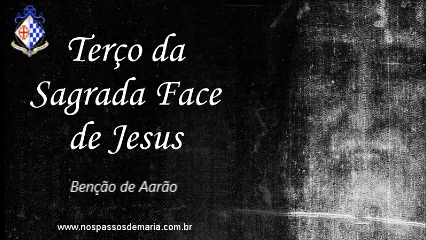 Terço da
Sagrada Face
de Jesus
Benção de Aarão
www.nospassosdemaria.com.br